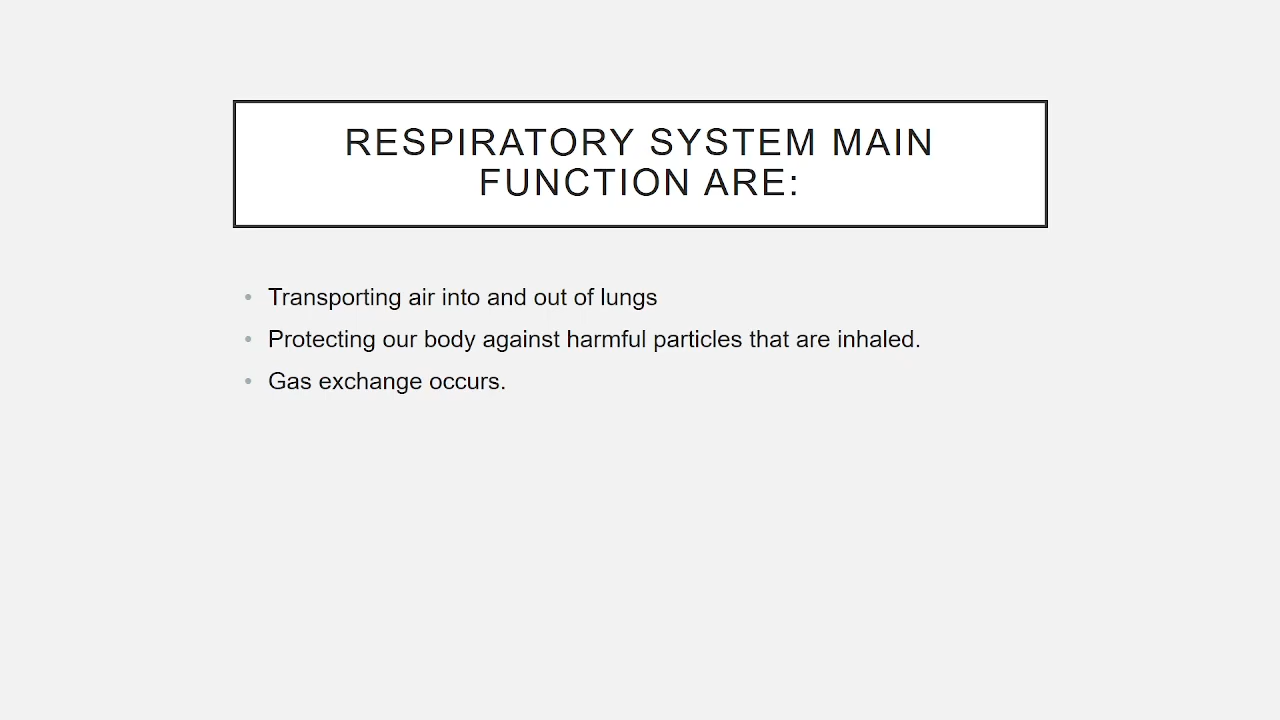 RESPIRATORY SYSTEM MAIN
FUNCTION ARE:
• Transporting air into and out of lungs
• Protecting our body against harmful particles that are inhaled.
• Gas exchange occurs.